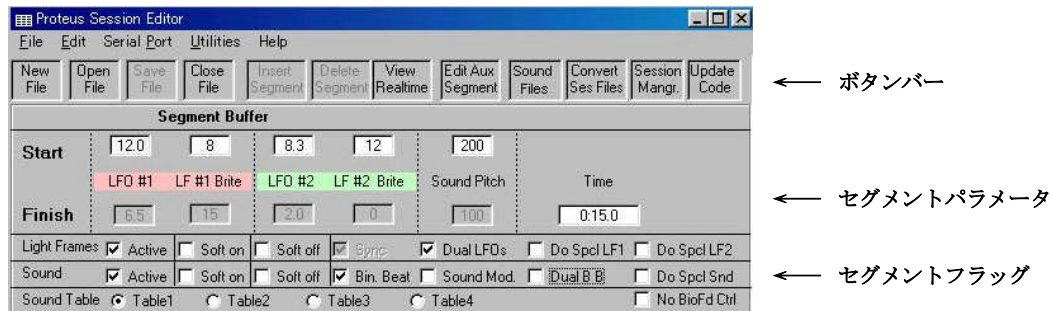 Proteus Session Editor
File Edit Serial Port Utilities Help
New File Open File Save File Close File Insert Segment Delete Segment View Realtime Edit Aux Segment Sound Files Convert Ses Files Session Mangr. Update Code
← ボタンバー
Segment Buffer
Start 12.0 8 8.3 12 200
LFO #1 LF #1 Brite LFO #2 LF #2 Brite Sound Pitch Time
← セグメントパラメータ
Finish 6.5 15 2.0 0 100 0:15.0
Light Frames Active Soft on Soft off Sync Dual LFOs Do Spcl LF1 Do Spcl LF2
Sound Active Soft on Soft off Bin. Beat Sound Mod. Dual B B Do Spcl Snd
← セグメントフラッグ
Sound Table Table1 Table2 Table3 Table4 No BioFd Ctrl